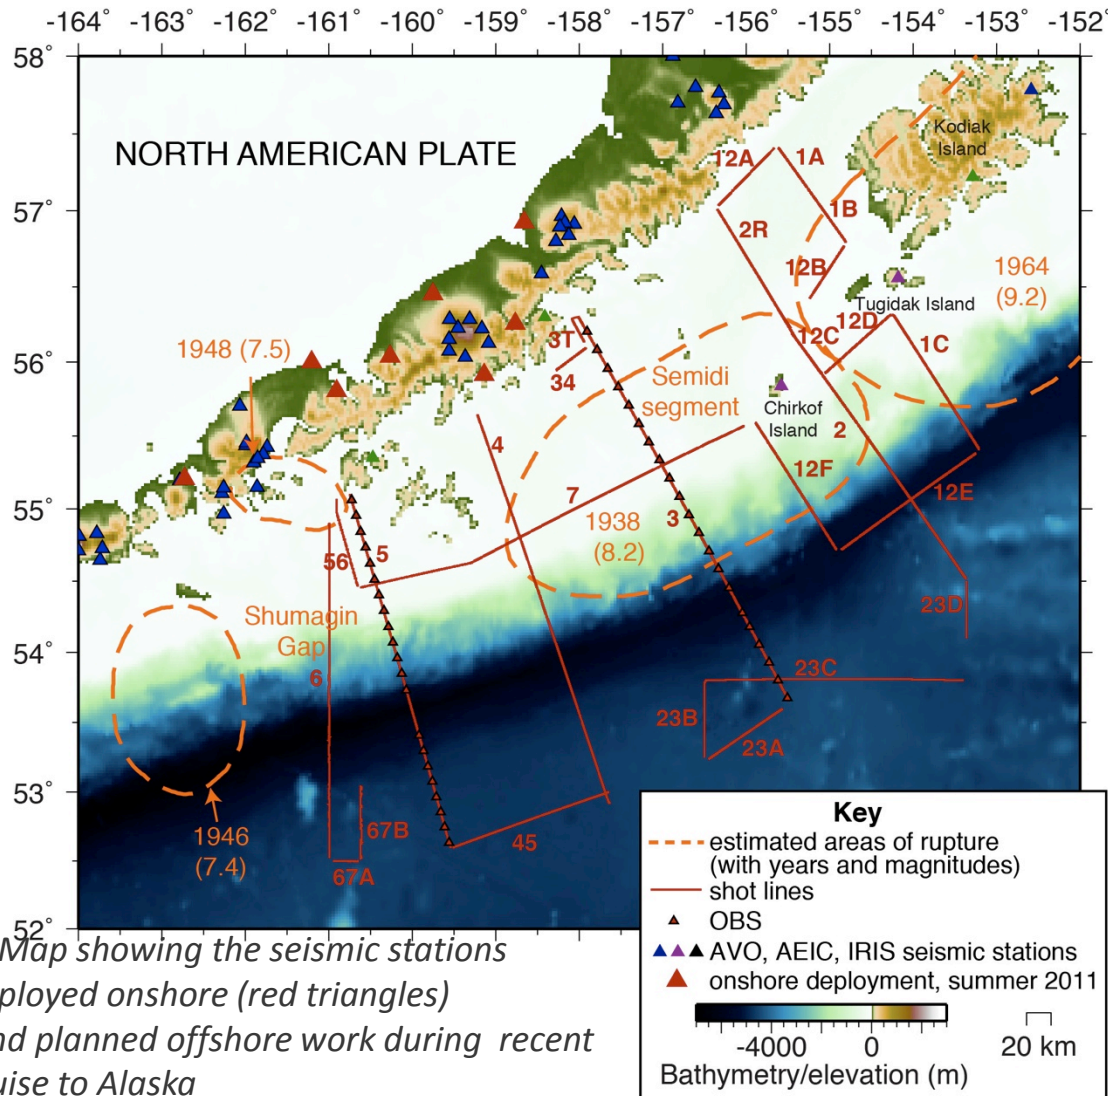 -164° -162° -161° -160° -159° -158° -157° -156° -155° -154° -153° -152°
58°
57°
56°
55°
54°
53°
52°
NORTH AMERICAN PLATE
Kodiak
Island
12A
1A
1B
2R
12B
1964
(9.2)
Tugidak Island
12D
12C
1C
1948 (7.5)
3T
34
Semidi
segment
Chirkof
Island
2
4
12F
7
12E
1938
(8.2)
3
5
56
23D
Shumagin
Gap
6
23C
23B
23A
1946
(7.4)
67B
67A
45
Key
estimated areas of rupture
(with years and magnitudes)
shot lines
OBS
AVO, AEIC, IRIS seismic stations
onshore deployment, summer 2011
-4000 0 20 km
Bathymetry/elevation (m)
Map showing the seismic stations
ployed onshore (red triangles)
nd planned offshore work during recent
uise to Alaska